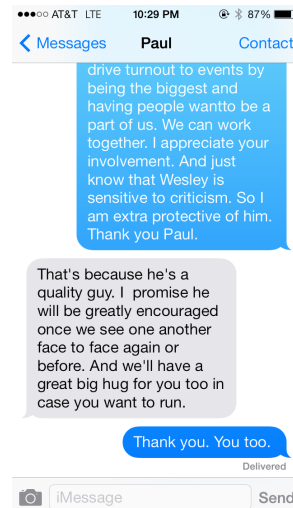 AT&T LTE 10:29 PM 87%
Messages Paul Contact
drive turnout to events by
being the biggest and
having people wantto be a
part of us. We can work
together. I appreciate your
involvement. And just
know that Wesley is
sensitive to criticism. So I
am extra protective of him.
Thank you Paul.
That's because he's a
quality guy. I promise he
will be greatly encouraged
once we see one another
face to face again or
before. And we'll have a
great big hug for you too in
case you want to run.
Thank you. You too.
Delivered
iMessage Send